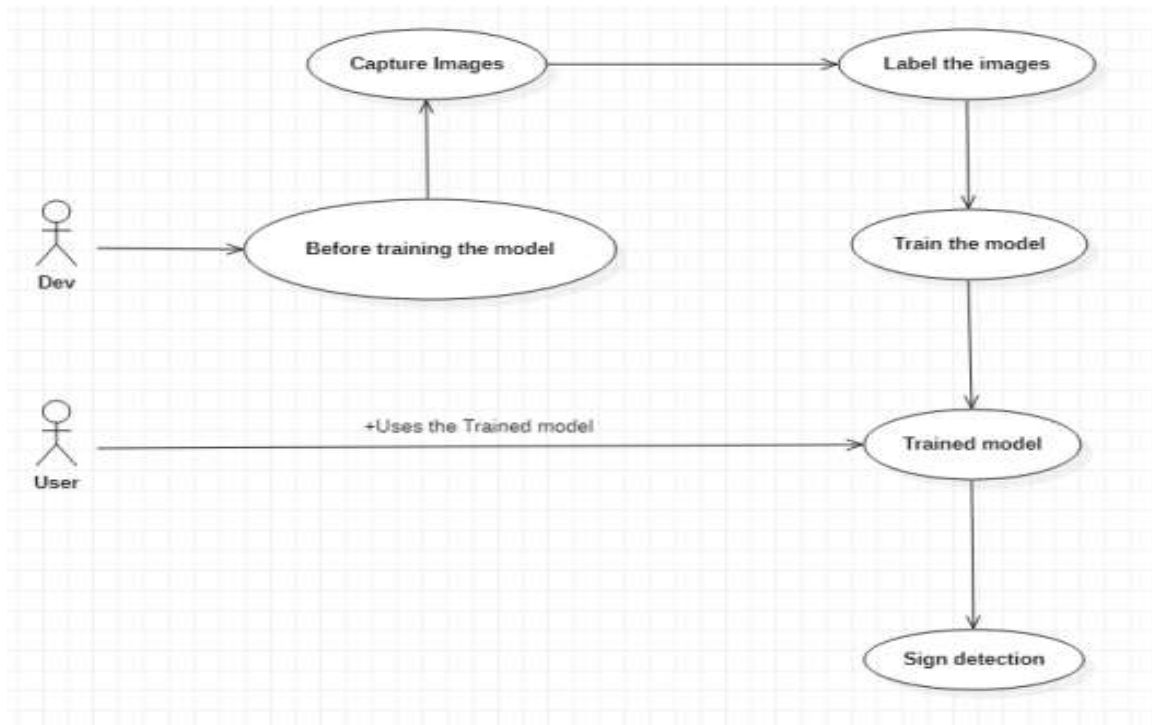 Capture Images
Label the images
Before training the model
Train the model
Dev
+Uses the Trained model
Trained model
User
Sign detection